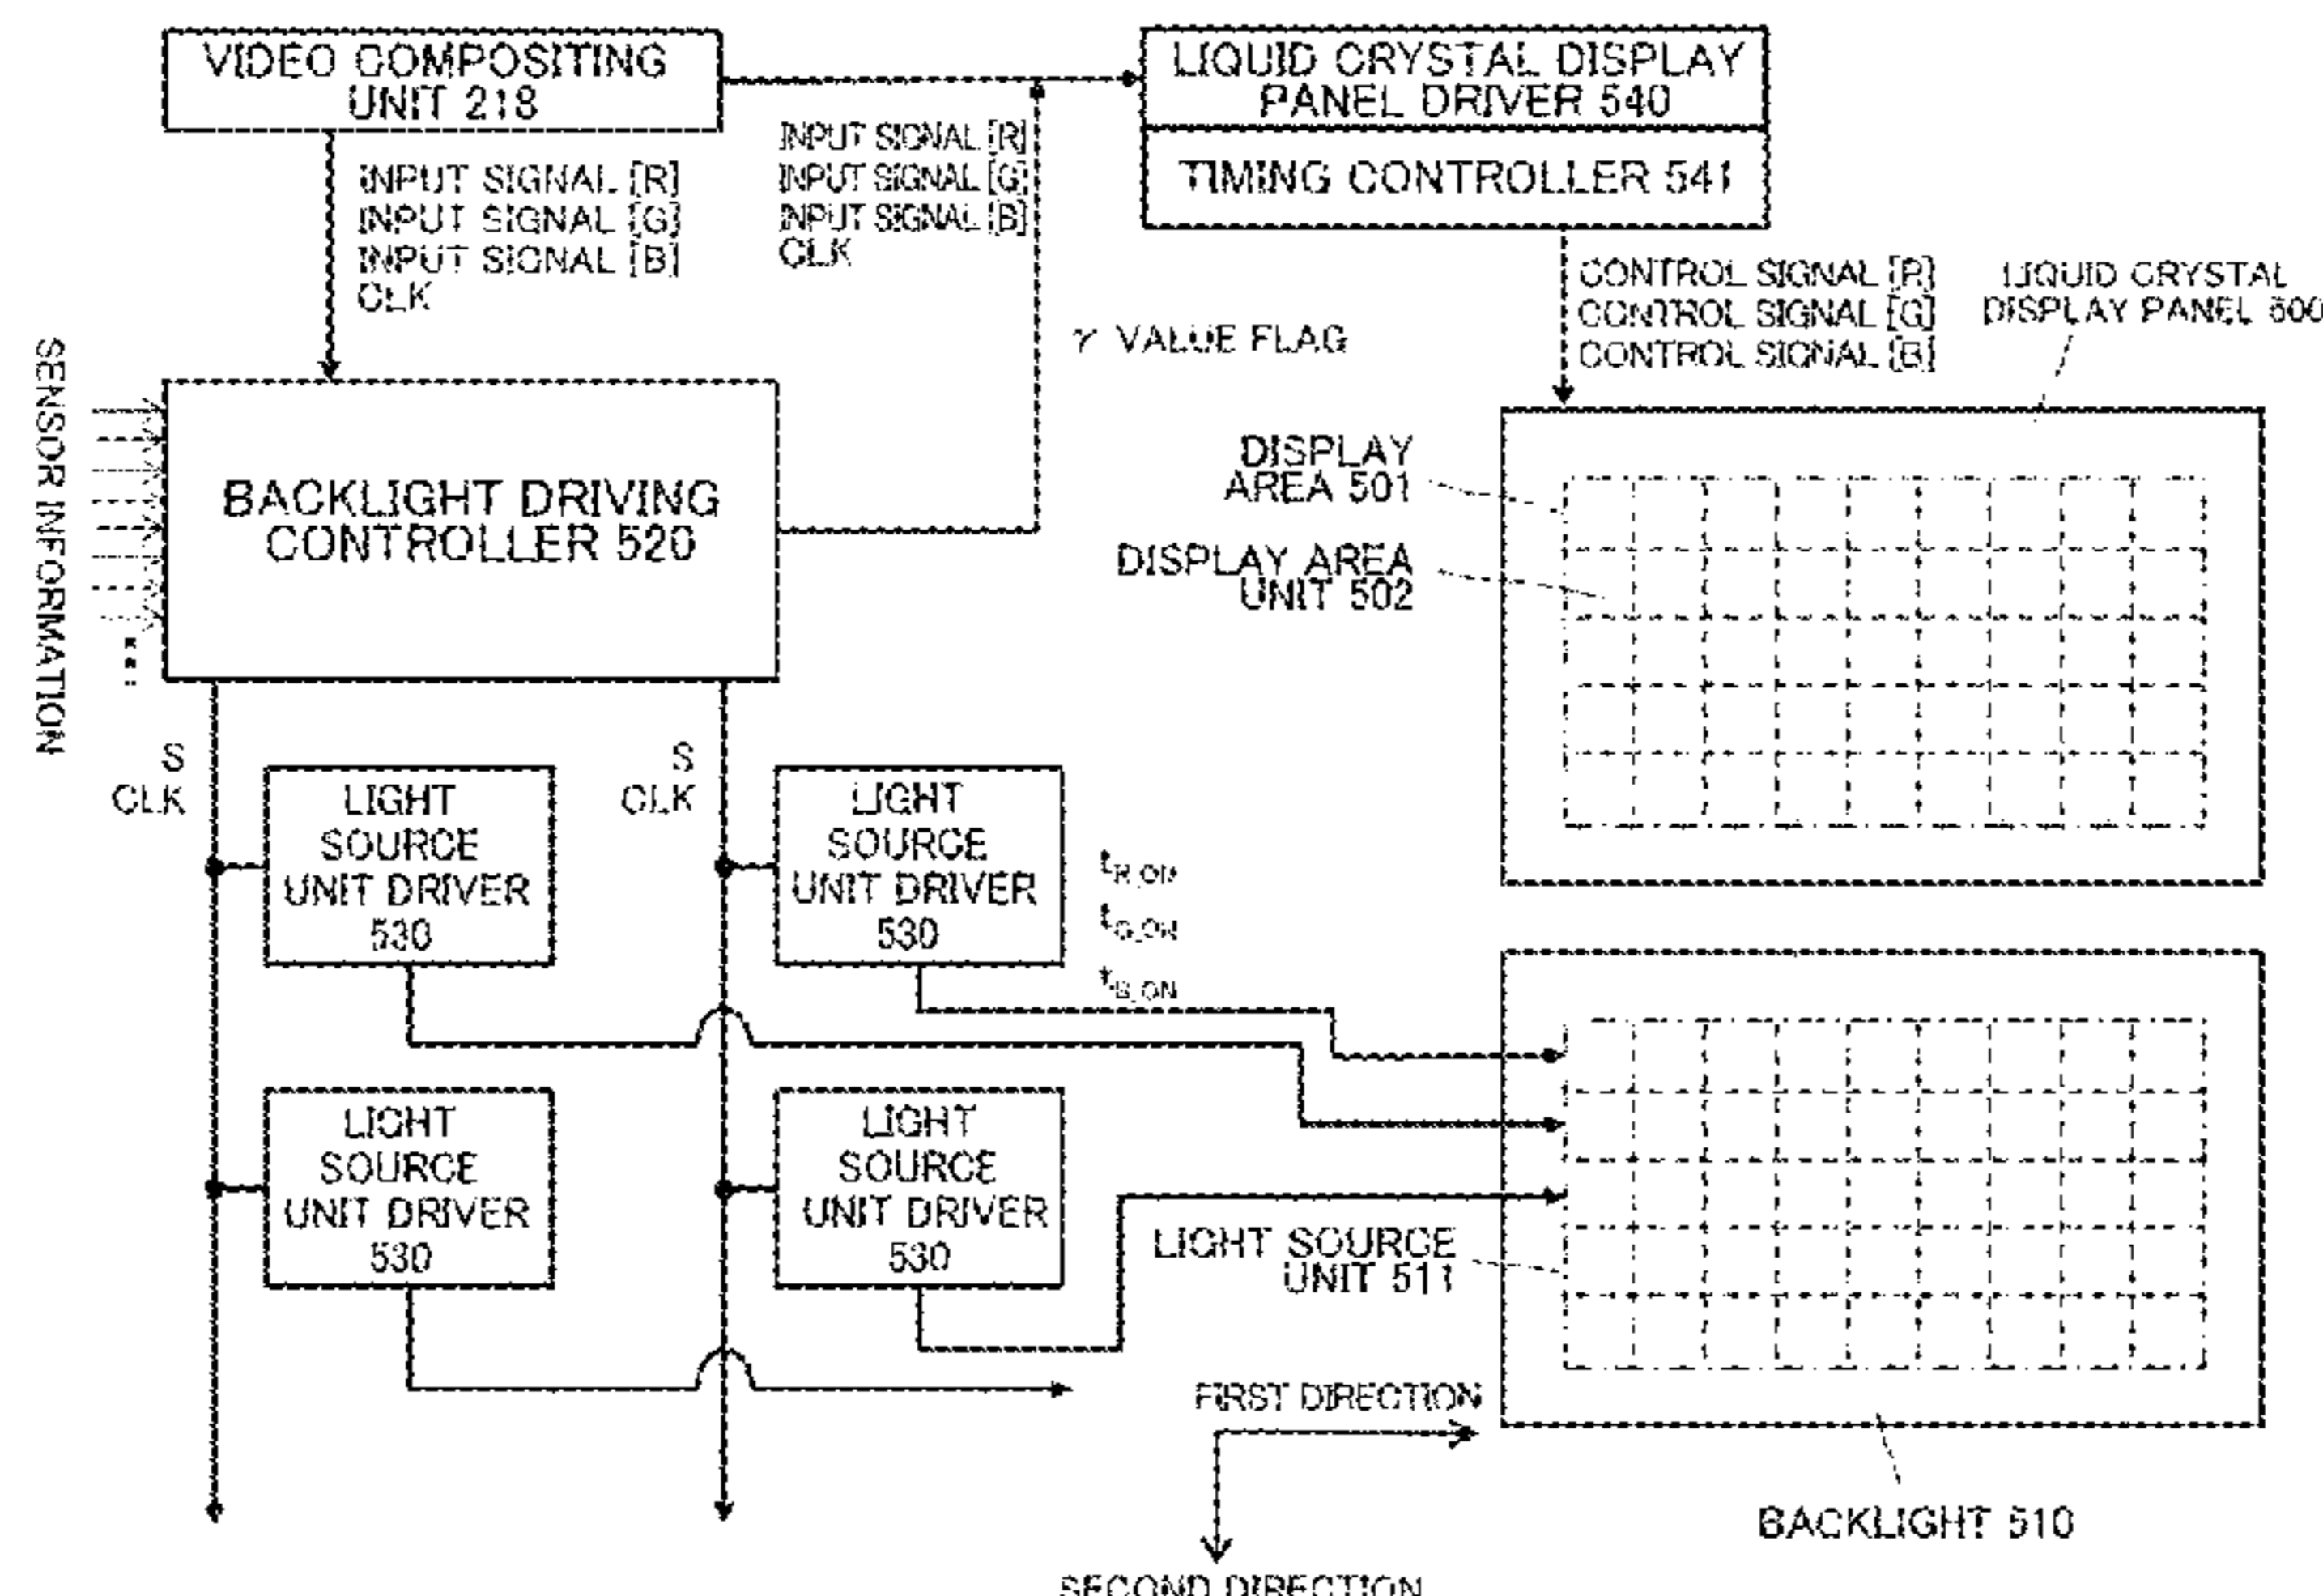 VIDEO COMPOSITING
UNIT 218
LIQUID CRYSTAL DISPLAY
PANEL DRIVER 540
TIMING CONTROLLER 541
INPUT SIGNAL [R]
INPUT SIGNAL [G]
INPUT SIGNAL [B]
CLK
INPUT SIGNAL [R]
INPUT SIGNAL [G]
INPUT SIGNAL [B]
CLK
γ VALUE FLAG
CONTROL SIGNAL [R]
CONTROL SIGNAL [G]
CONTROL SIGNAL [B]
LIQUID CRYSTAL
DISPLAY PANEL 500
SENSOR INFORMATION
BACKLIGHT DRIVING
CONTROLLER 520
DISPLAY
AREA 501
DISPLAY AREA
UNIT 502
S
CLK
LIGHT
SOURCE
UNIT DRIVER
530
S
CLK
LIGHT
SOURCE
UNIT DRIVER
530
tR_ON
tG_ON
tB_ON
LIGHT
SOURCE
UNIT DRIVER
530
LIGHT
SOURCE
UNIT DRIVER
530
LIGHT SOURCE
UNIT 511
FIRST DIRECTION
SECOND DIRECTION
BACKLIGHT 510